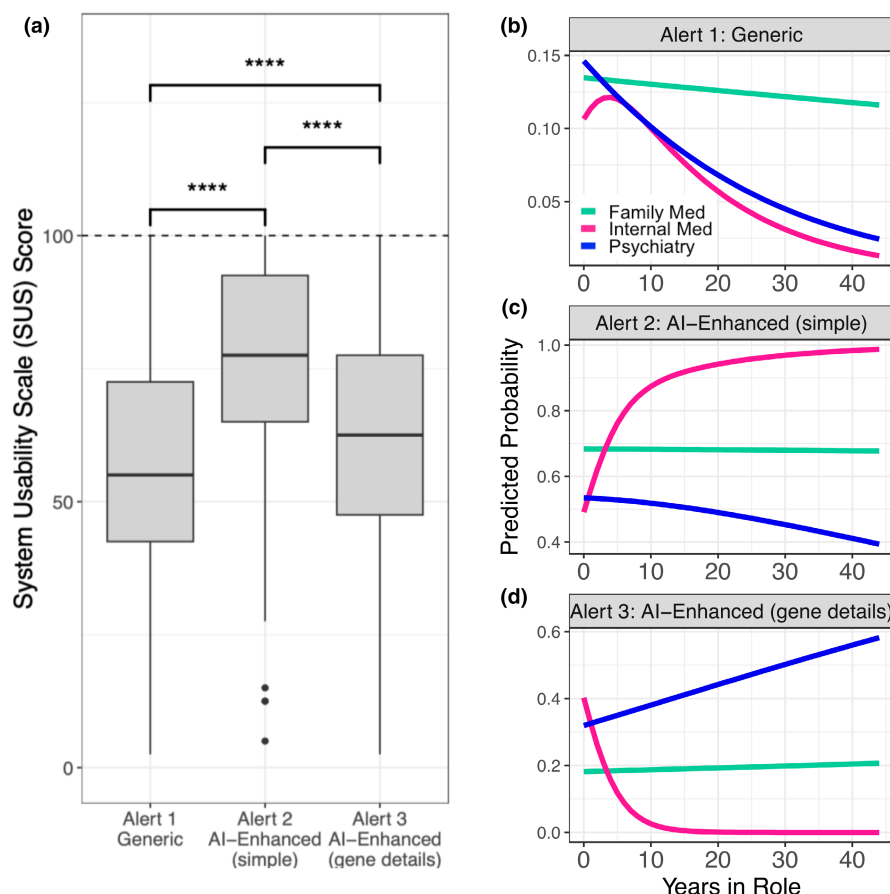 (a)
System Usability Scale (SUS) Score
100
50
0
****
****
****
Alert 1
Generic
Alert 2
AI−Enhanced
(simple)
Alert 3
AI−Enhanced
(gene details)
Predicted Probability
(b)
Alert 1: Generic
0.15
0.10
0.05
Family Med
Internal Med
Psychiatry
0 10 20 30 40
(c)
Alert 2: AI−Enhanced (simple)
1.0
0.8
0.6
0.4
0 10 20 30 40
(d)
Alert 3: AI−Enhanced (gene details)
0.6
0.4
0.2
0.0
0 10 20 30 40
Years in Role